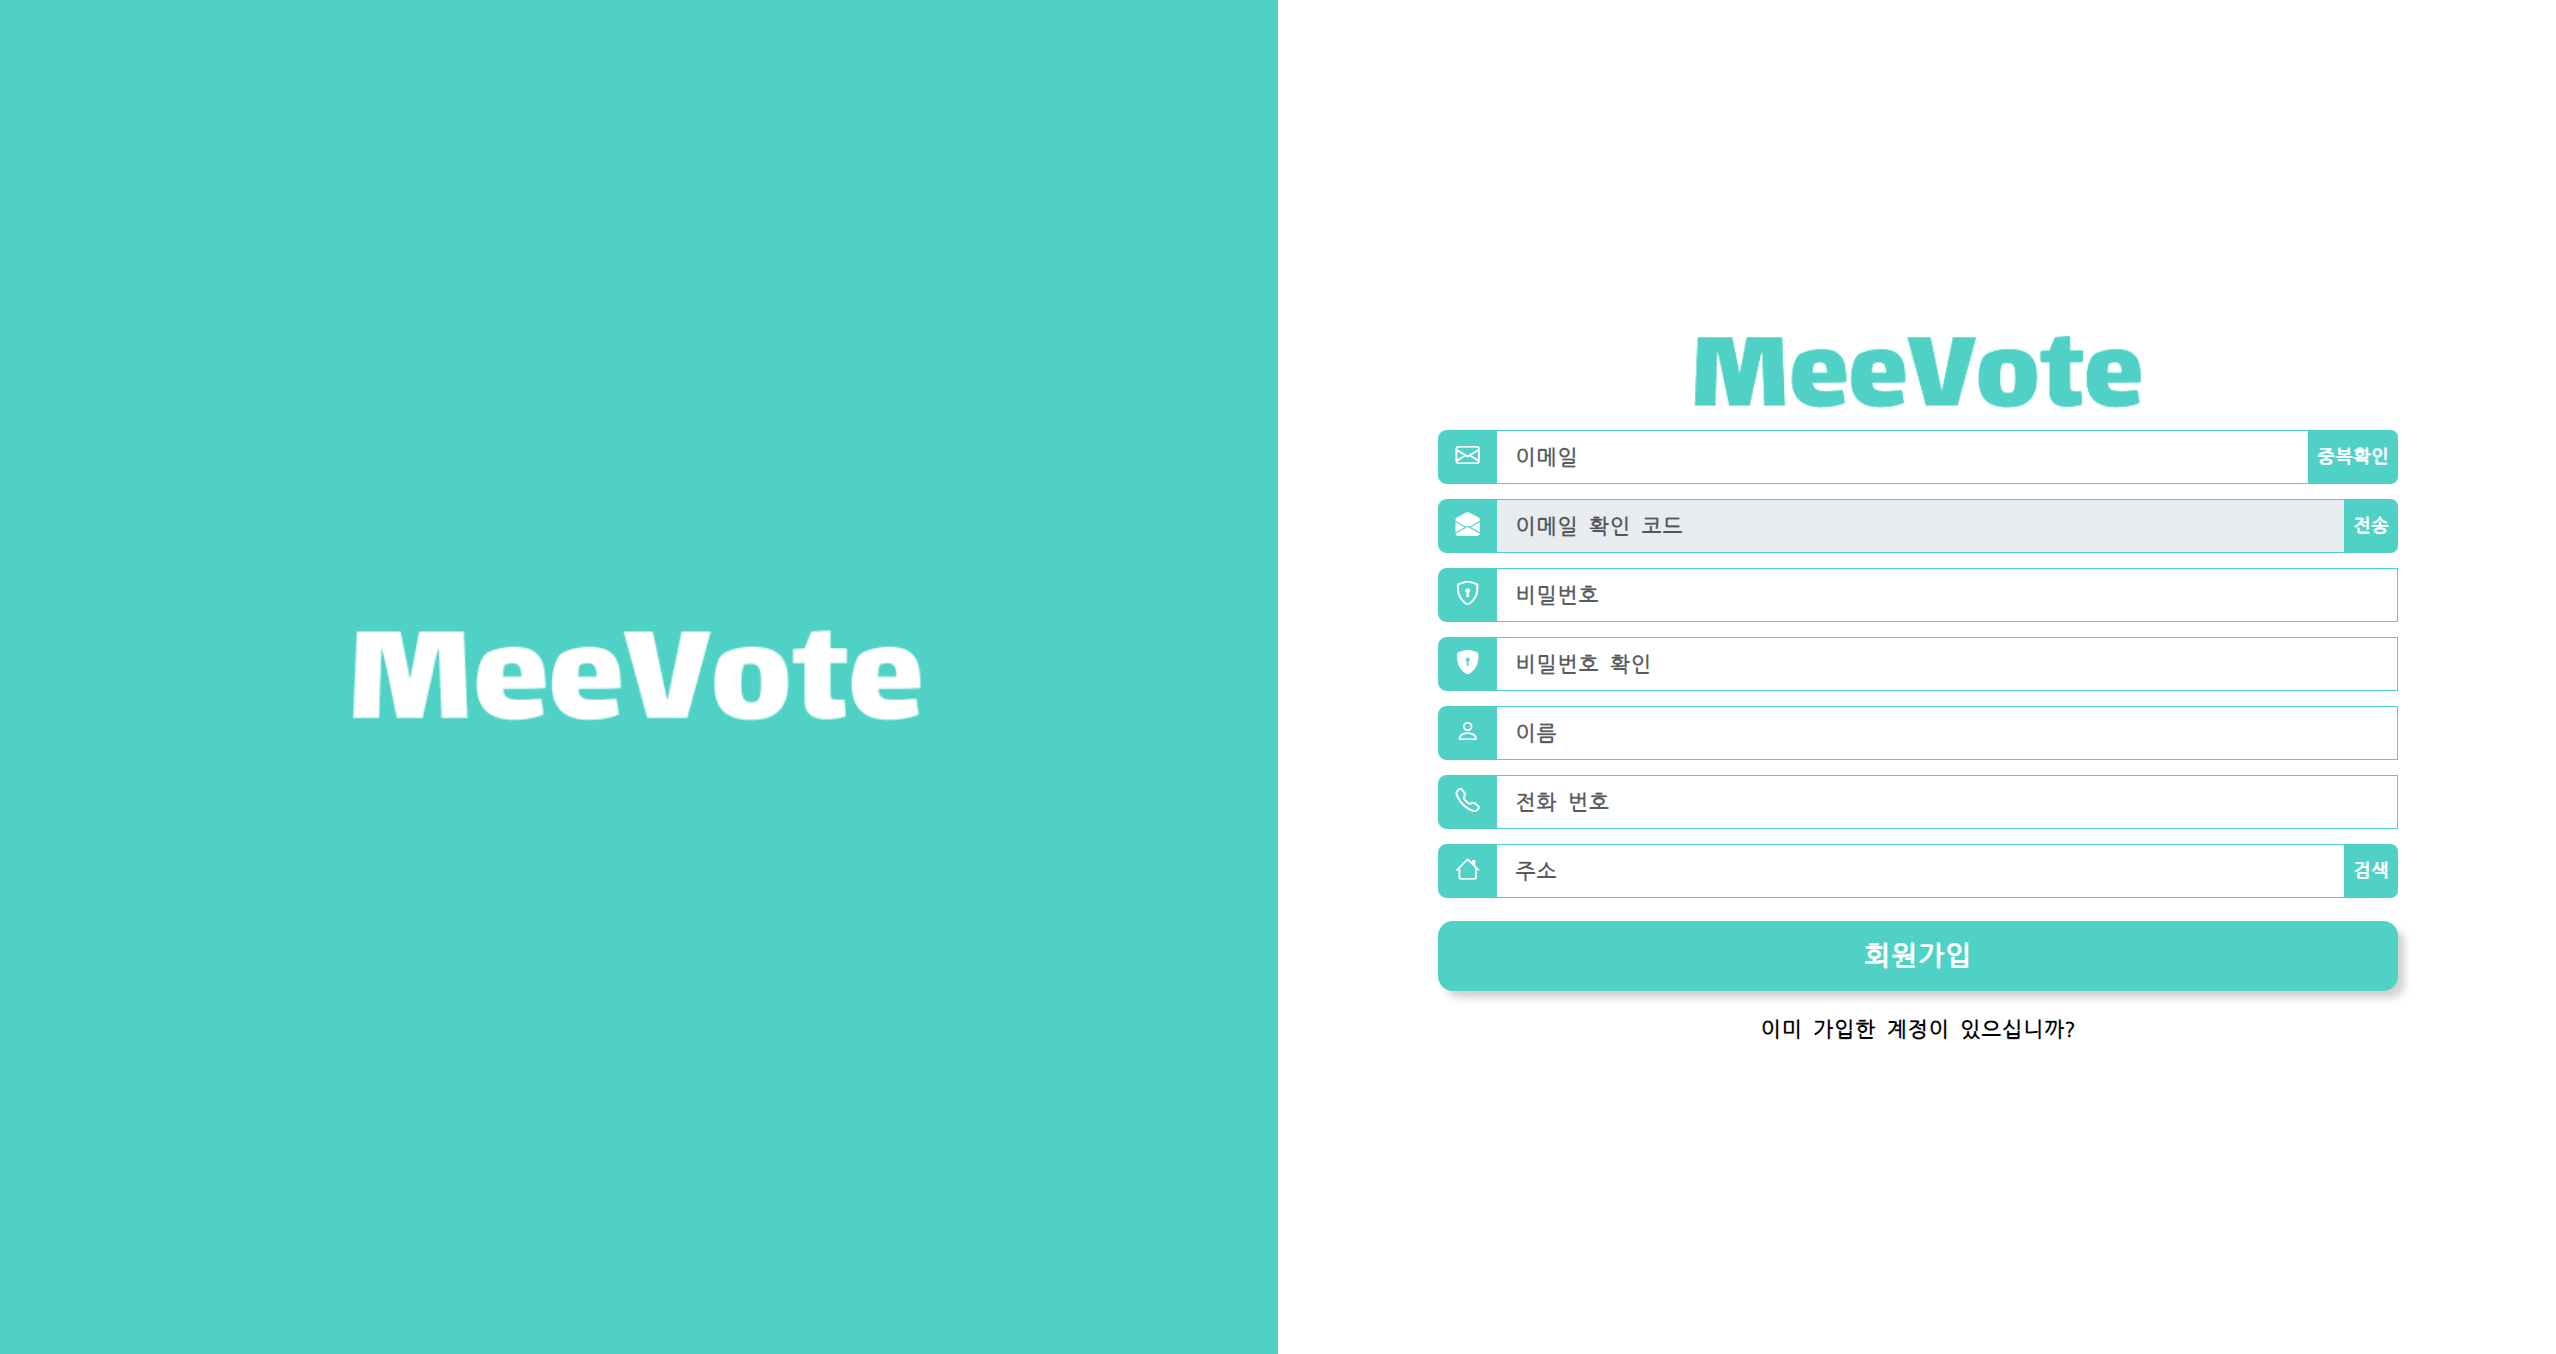 MeeVote
MeeVote
이메일
중복확인
이메일 확인 코드
전송
비밀번호
비밀번호 확인
이름
전화 번호
주소
검색
회원가입
이미 가입한 계정이 있으십니까?